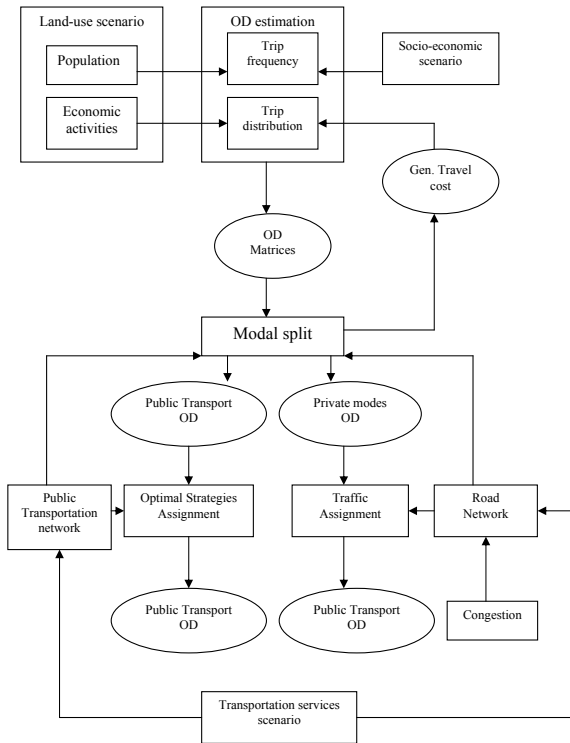 Land-use scenario
OD estimation
Population
Trip
frequency
Socio-economic
scenario
Economic
activities
Trip
distribution
Gen. Travel
cost
OD
Matrices
Modal split
Public Transport
OD
Private modes
OD
Public
Transportation
network
Optimal Strategies
Assignment
Traffic
Assignment
Road
Network
Public Transport
OD
Public Transport
OD
Congestion
Transportation services
scenario